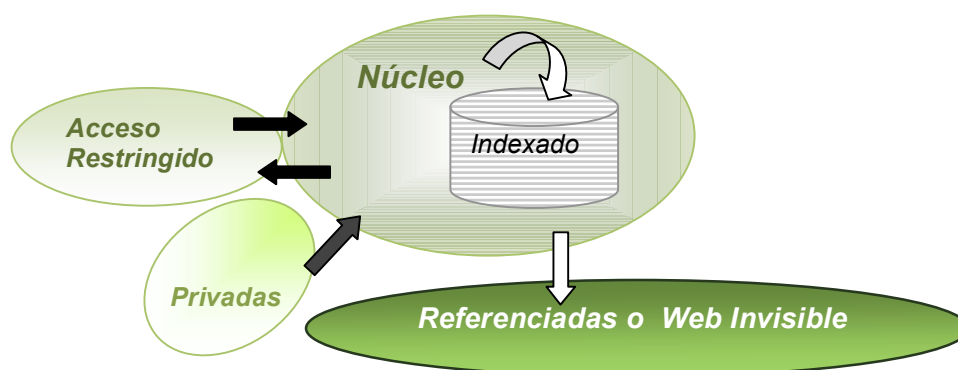 Núcleo
Indexado
Acceso
Restringido
Privadas
Referenciadas o Web Invisible